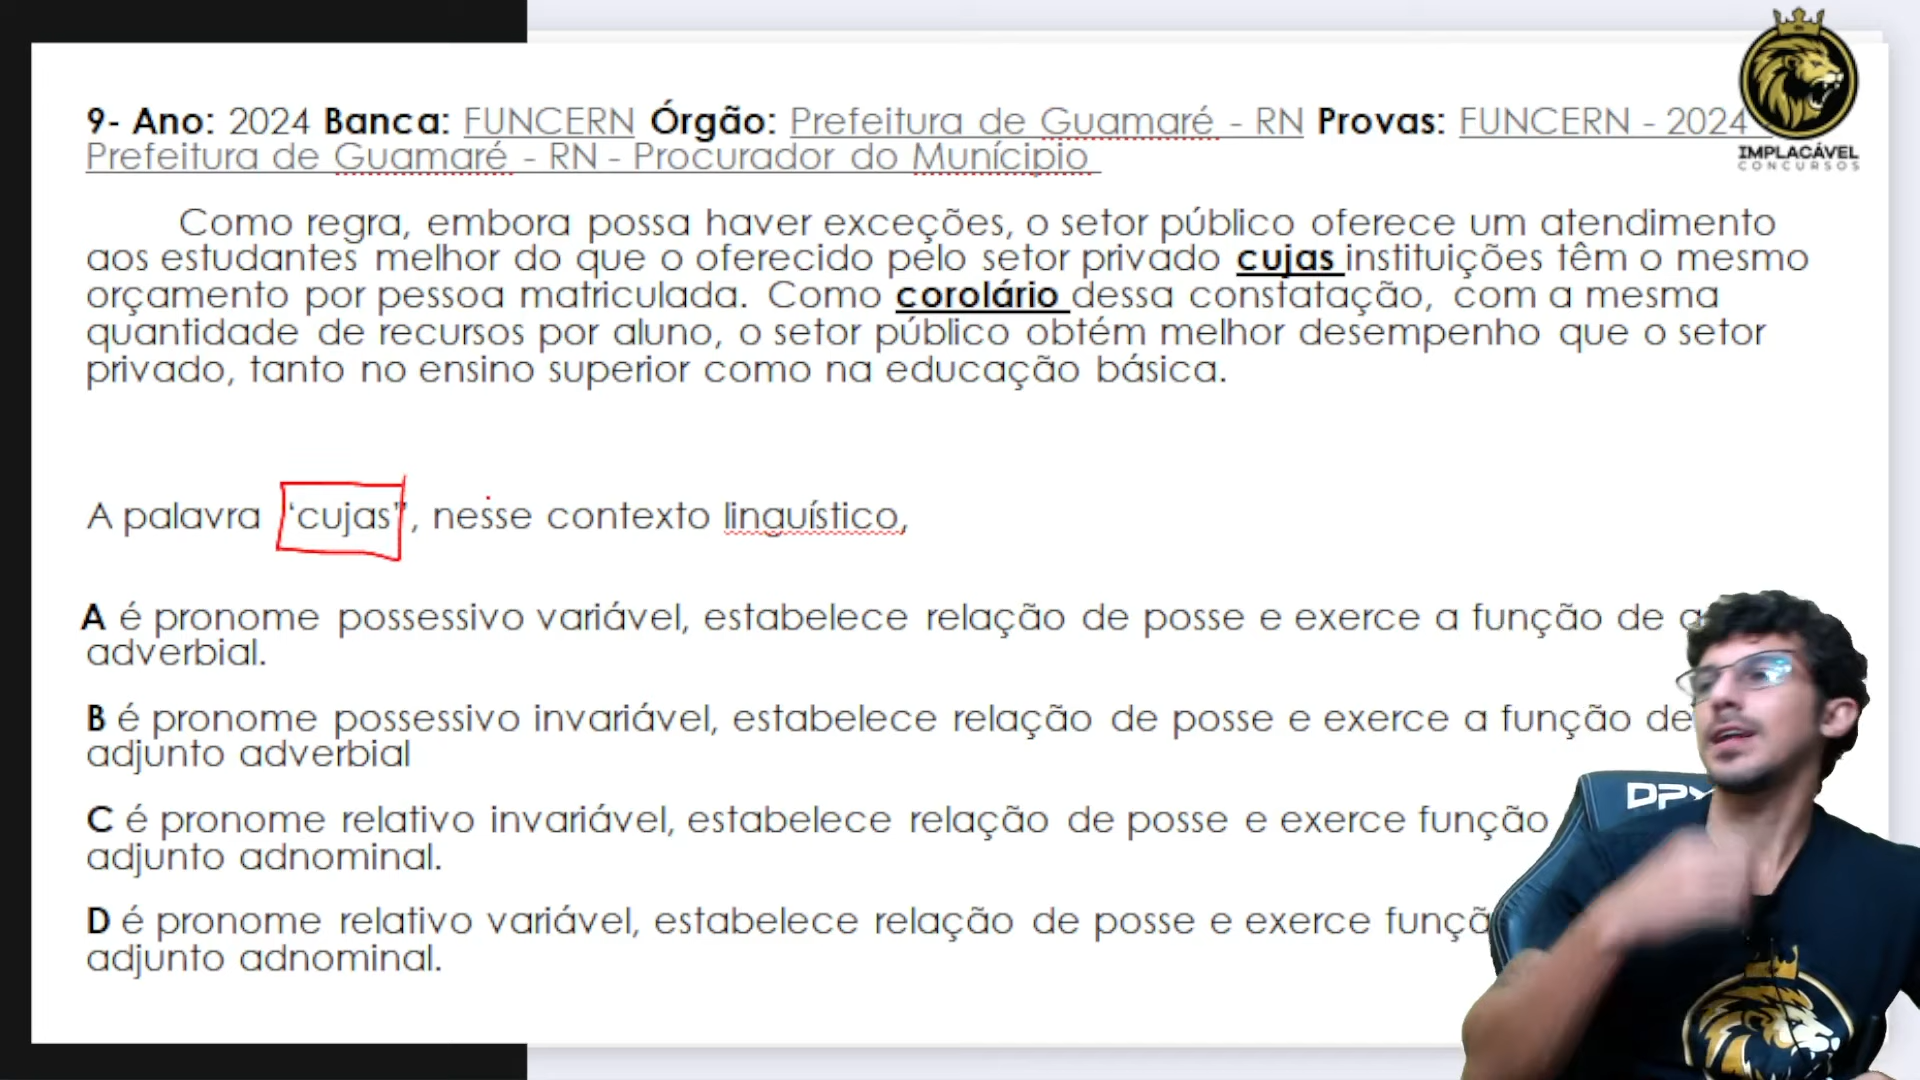 9- Ano: 2024 Banca: FUNCERN Órgão: Prefeitura de Guamaré - RN Provas: FUNCERN - 2024 -
Prefeitura de Guamaré - RN - Procurador do Munícipio
IMPLACÁVEL
CONCURSOS
Como regra, embora possa haver exceções, o setor público oferece um atendimento
aos estudantes melhor do que o oferecido pelo setor privado cujas instituições têm o mesmo
orçamento por pessoa matriculada. Como corolário dessa constatação, com a mesma
quantidade de recursos por aluno, o setor público obtém melhor desempenho que o setor
privado, tanto no ensino superior como na educação básica.
A palavra ‘cujas”, nesse contexto linguístico,
A é pronome possessivo variável, estabelece relação de posse e exerce a função de
adverbial.
B é pronome possessivo invariável, estabelece relação de posse e exerce a função de
adjunto adverbial
C é pronome relativo invariável, estabelece relação de posse e exerce função
adjunto adnominal.
D é pronome relativo variável, estabelece relação de posse e exerce
adjunto adnominal.